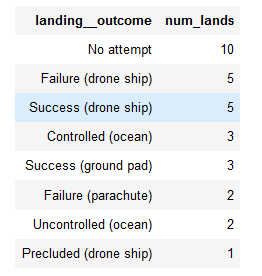 landing__outcome num_lands
No attempt 10
Failure (drone ship) 5
Success (drone ship) 5
Controlled (ocean) 3
Success (ground pad) 3
Failure (parachute) 2
Uncontrolled (ocean) 2
Precluded (drone ship) 1